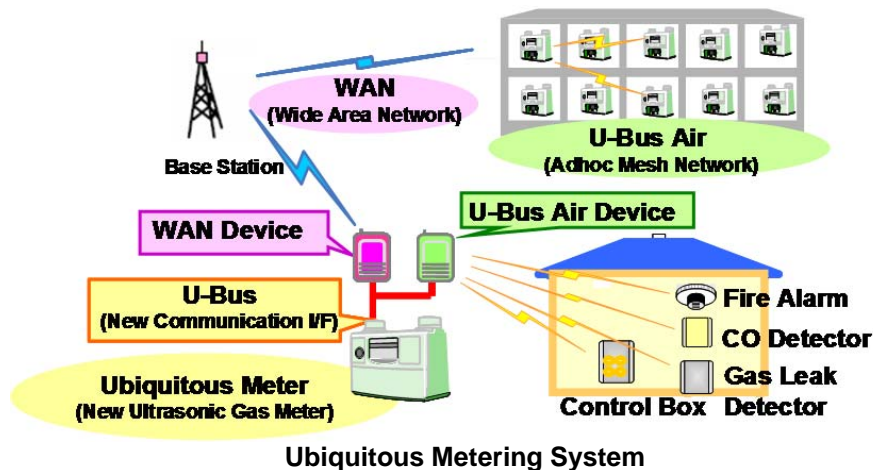 WAN
(Wide Area Network)
U-Bus Air
(Adhoc Mesh Network)
Base Station
U-Bus Air Device
WAN Device
U-Bus
(New Communication I/F)
Fire Alarm
CO Detector
Gas Leak
Control Box Detector
Ubiquitous Meter
(New Ultrasonic Gas Meter)
Ubiquitous Metering System